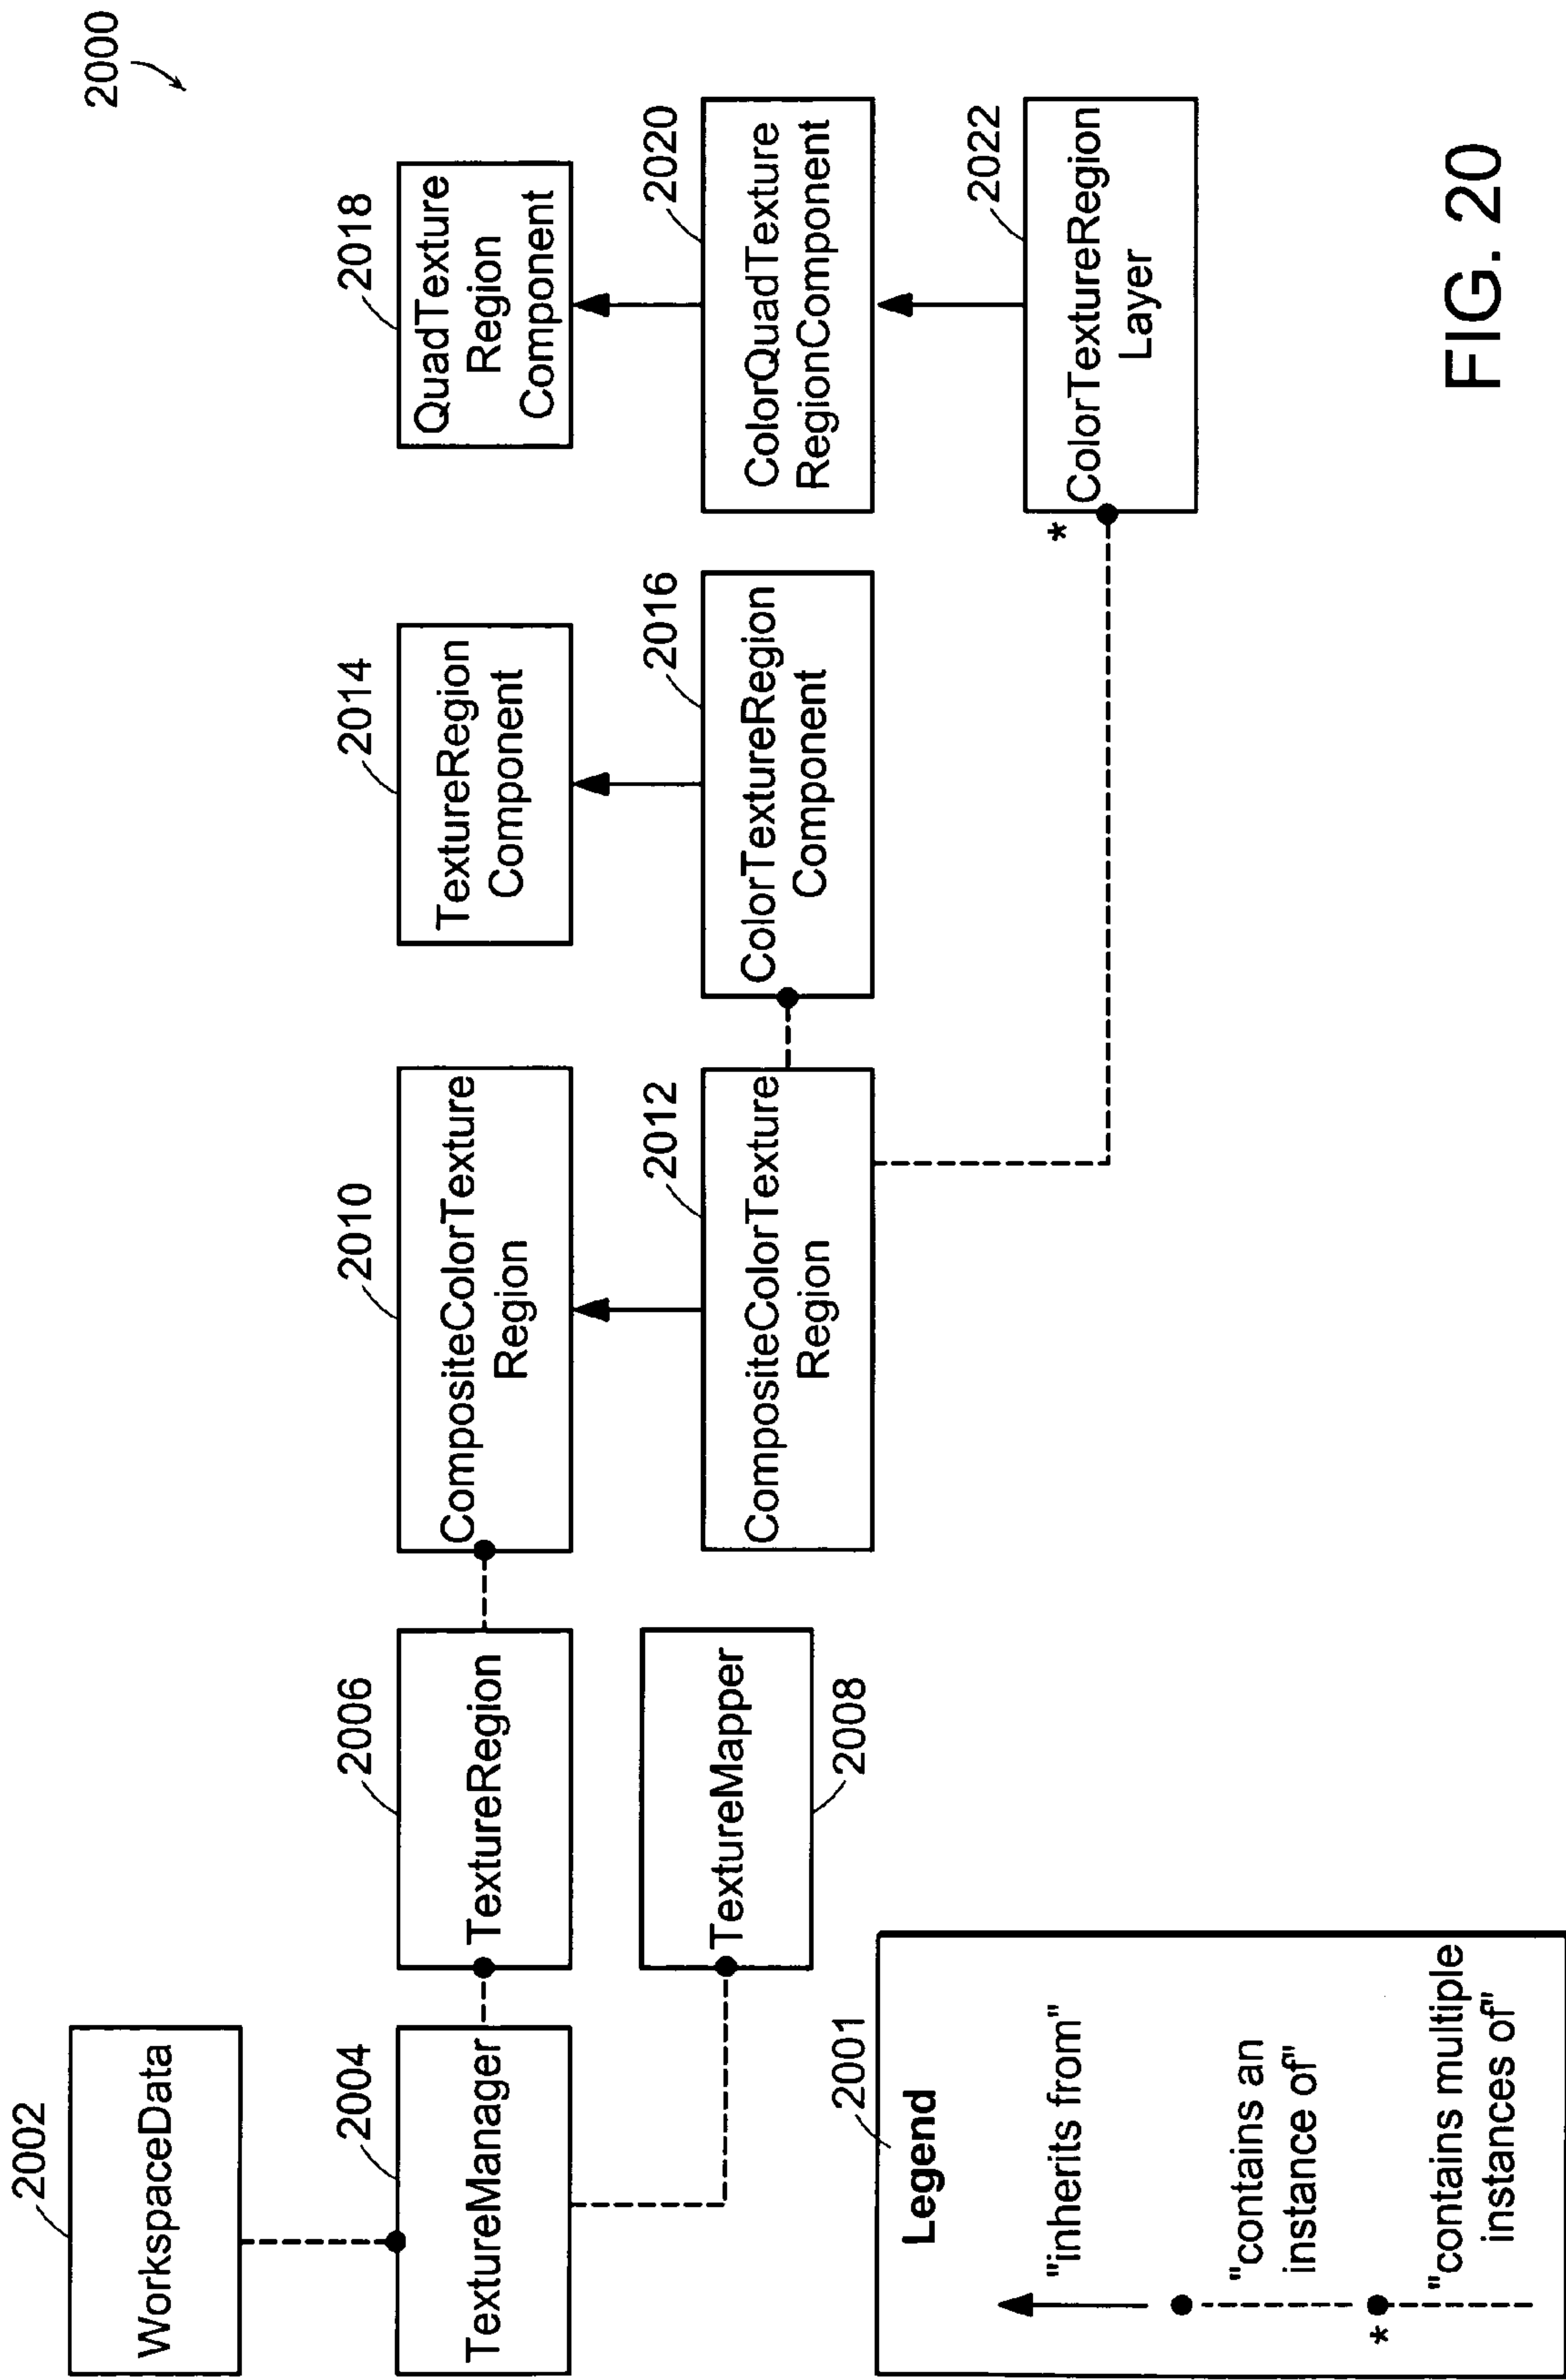 2000
2002
WorkspaceData
2004
TextureManager
2006
TextureRegion
TextureMapper
2008
2010
CompositeColorTexture
Region
2012
CompositeColorTexture
Region
2014
TextureRegion
Component
2016
ColorTextureRegion
Component
2018
QuadTexture
Region
Component
2020
ColorQuadTexture
RegionComponent
2022
*
ColorTextureRegion
Layer
2001
Legend
"inherits from"
"contains an
instance of"
*
"contains multiple
instances of"
FIG. 20